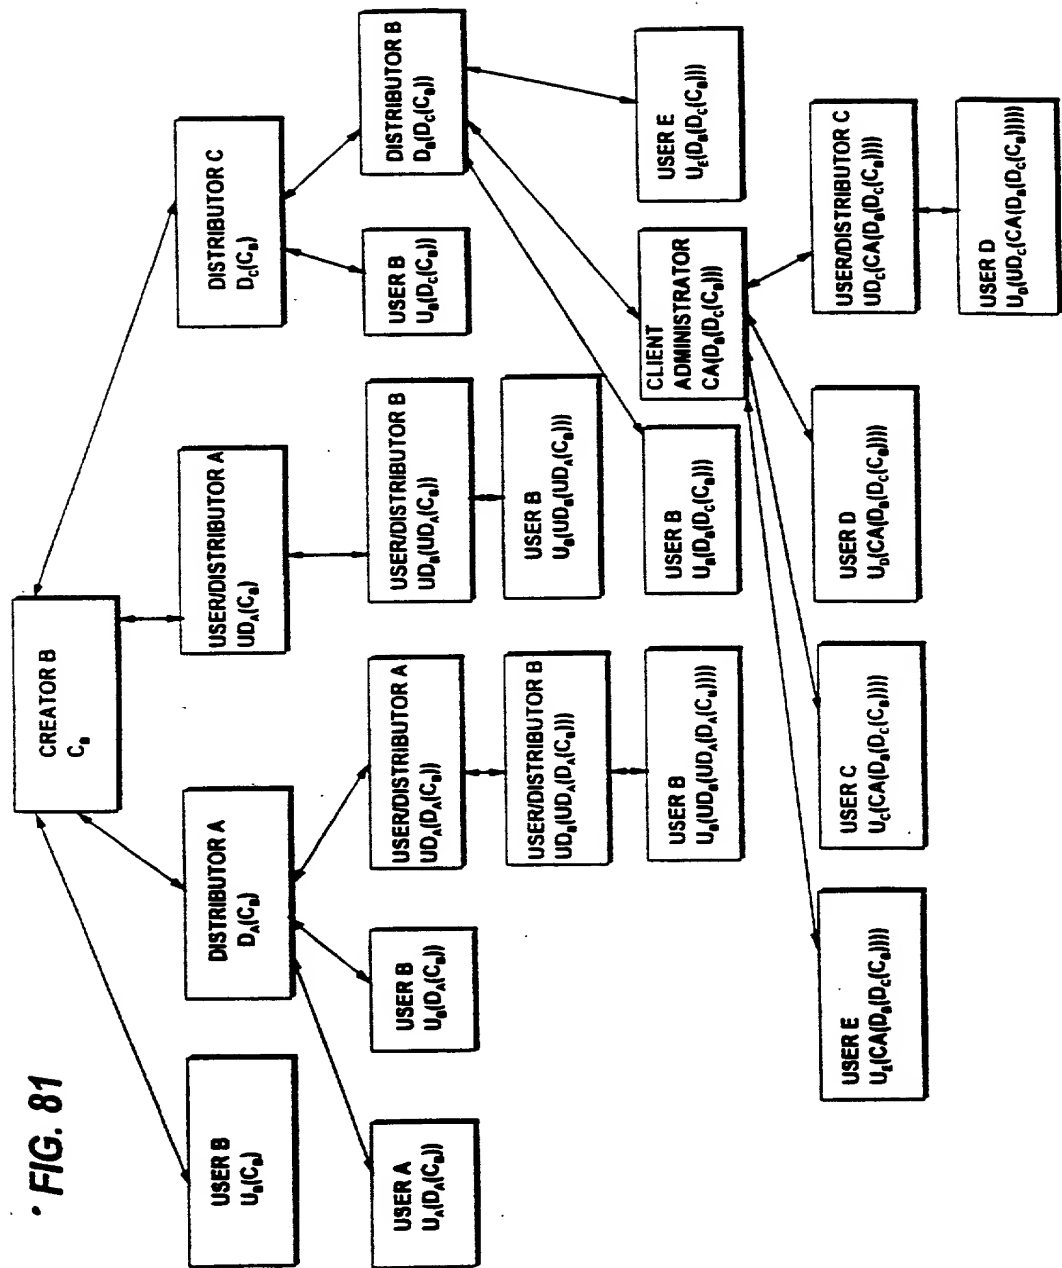 FIG. 81
CREATOR B
C_B
USER B
U_B(C_B)
DISTRIBUTOR A
D_A(C_B)
USER/DISTRIBUTOR A
UD_A(C_B)
DISTRIBUTOR C
D_C(C_B)
USER A
U_A(D_A(C_B))
USER B
U_B(D_A(C_B))
USER/DISTRIBUTOR A
UD_A(D_A(C_B))
USER/DISTRIBUTOR B
UD_B(UD_A(C_B))
USER B
U_B(D_C(C_B))
DISTRIBUTOR B
D_B(D_C(C_B))
USER/DISTRIBUTOR B
UD_B(UD_A(D_A(C_B)))
USER B
U_B(UD_B(UD_A(C_B)))
USER B
U_B(UD_B(UD_A(D_A(C_B))))
USER B
U_B(D_B(D_C(C_B)))
CLIENT
ADMINISTRATOR
CA(D_B(D_C(C_B)))
USER E
U_E(D_B(D_C(C_B)))
USER E
U_E(CA(D_B(D_C(C_B))))
USER C
U_C(CA(D_B(D_C(C_B))))
USER D
U_D(CA(D_B(D_C(C_B))))
USER/DISTRIBUTOR C
UD_C(CA(D_B(D_C(C_B))))
USER D
U_D(UD_C(CA(D_B(D_C(C_B)))))